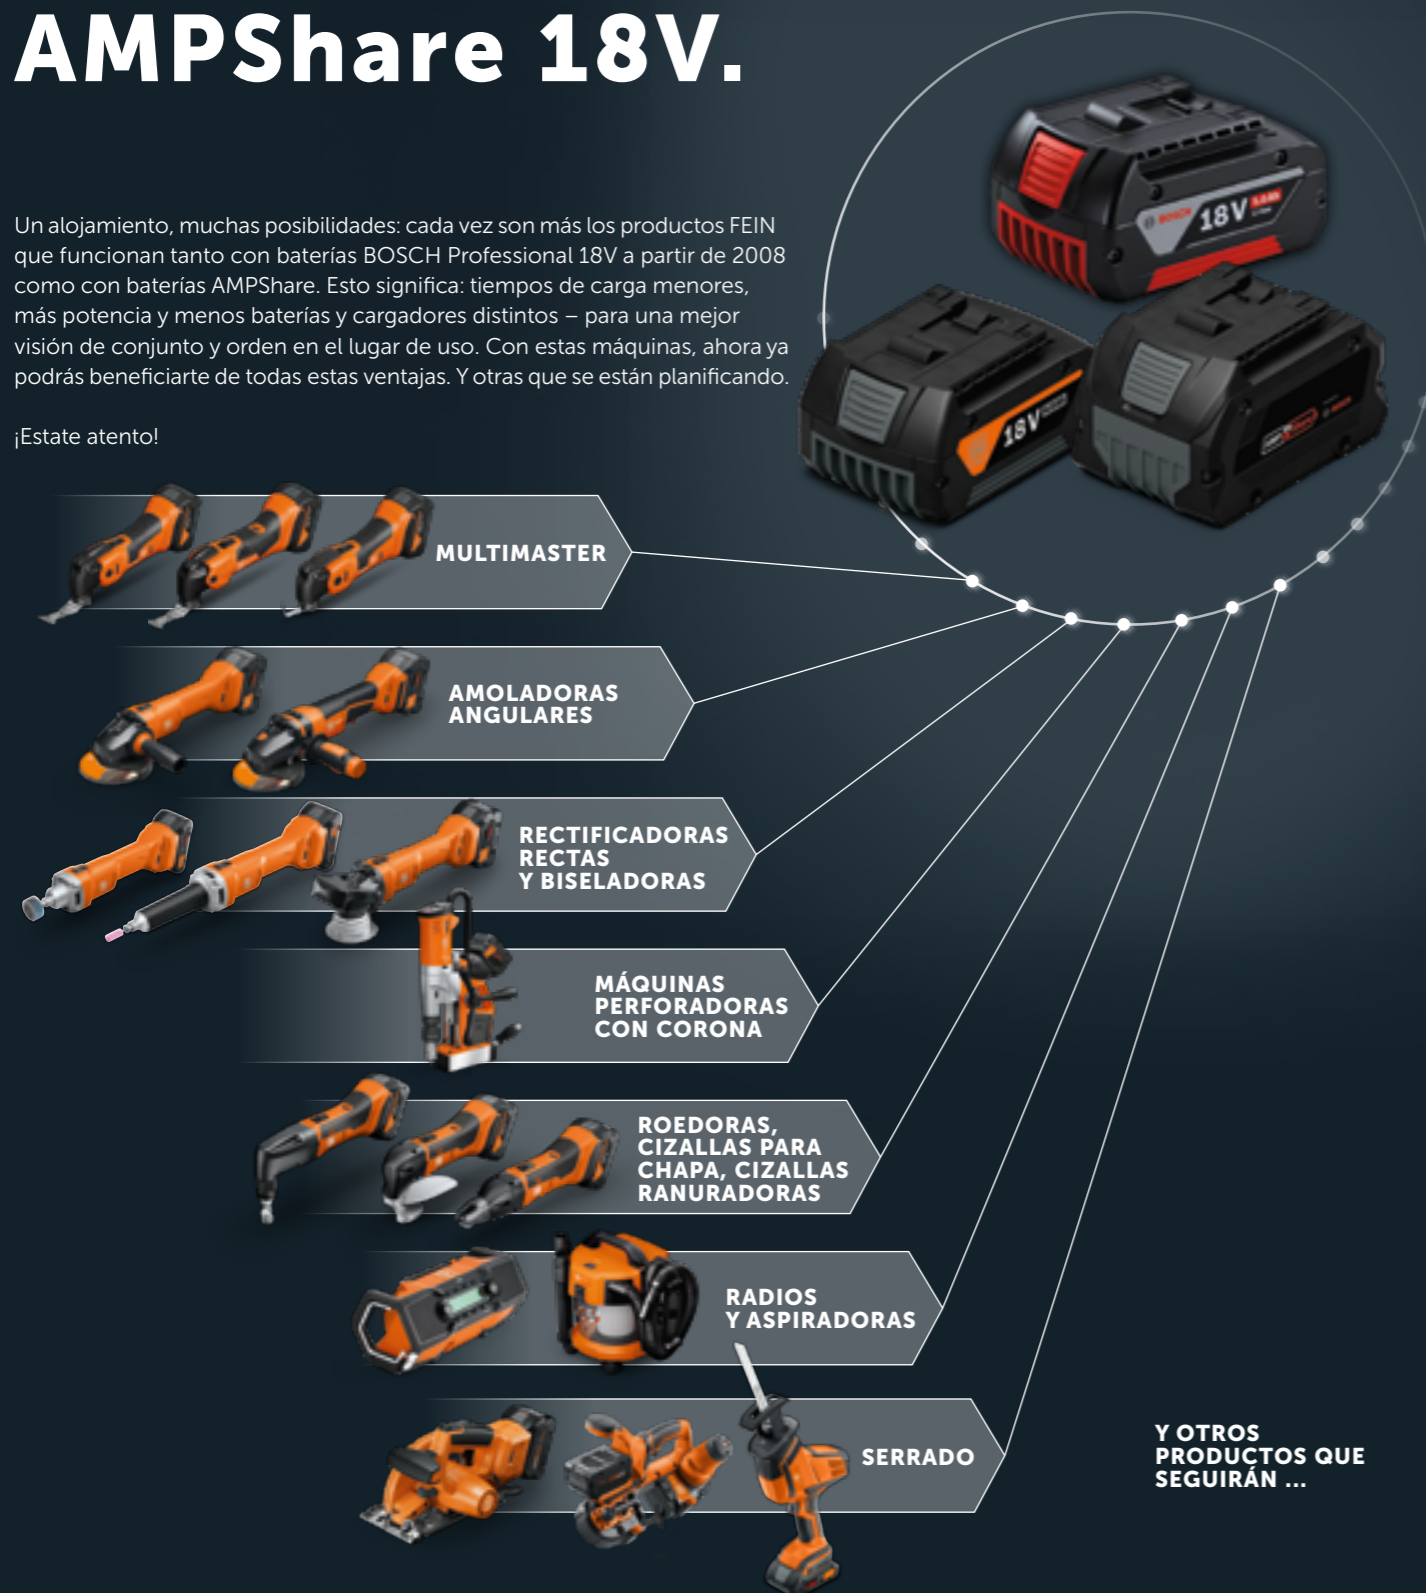 AMPShare 18V.
Un alojamiento, muchas posibilidades: cada vez son más los productos FEIN
que funcionan tanto con baterías BOSCH Professional 18V a partir de 2008
como con baterías AMPShare. Esto significa: tiempos de carga menores,
más potencia y menos baterías y cargadores distintos – para una mejor
visión de conjunto y orden en el lugar de uso. Con estas máquinas, ahora ya
podrás beneficiarte de todas estas ventajas. Y otras que se están planificando.
¡Estate atento!
BOSCH 18V
18V
BOSCH
MULTIMASTER
AMOLADORAS
ANGULARES
RECTIFICADORAS
RECTAS
Y BISELADORAS
MÁQUINAS
PERFORADORAS
CON CORONA
ROEDORAS,
CIZALLAS PARA
CHAPA, CIZALLAS
RANURADORAS
RADIOS
Y ASPIRADORAS
SERRADO
Y OTROS
PRODUCTOS QUE
SEGUIRÁN ...